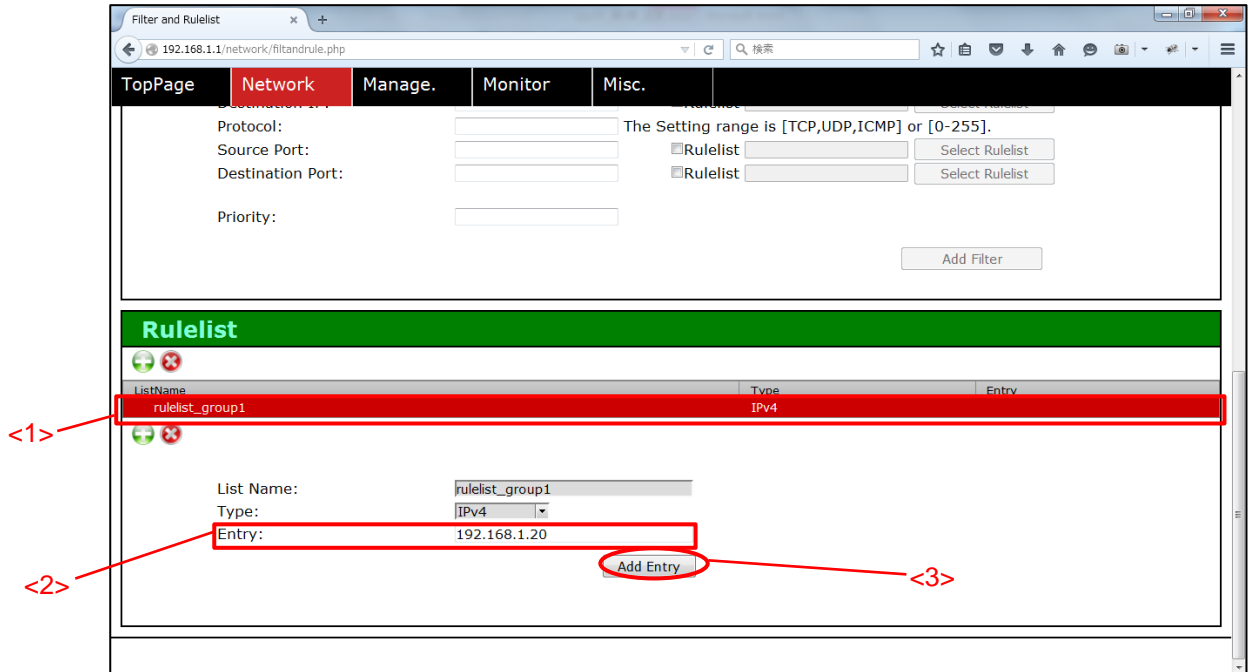 Filter and Rulelist × +
192.168.1.1/network/filtandrule.php 検索
TopPage Network Manage. Monitor Misc.
Protocol: The Setting range is [TCP,UDP,ICMP] or [0-255].
Source Port: Rulelist Select Rulelist
Destination Port: Rulelist Select Rulelist
Priority:
Add Filter
Rulelist
ListName Type Entry
rulelist_group1 IPv4
<1>
List Name: rulelist_group1
Type: IPv4
Entry: 192.168.1.20
Add Entry
<2>
<3>